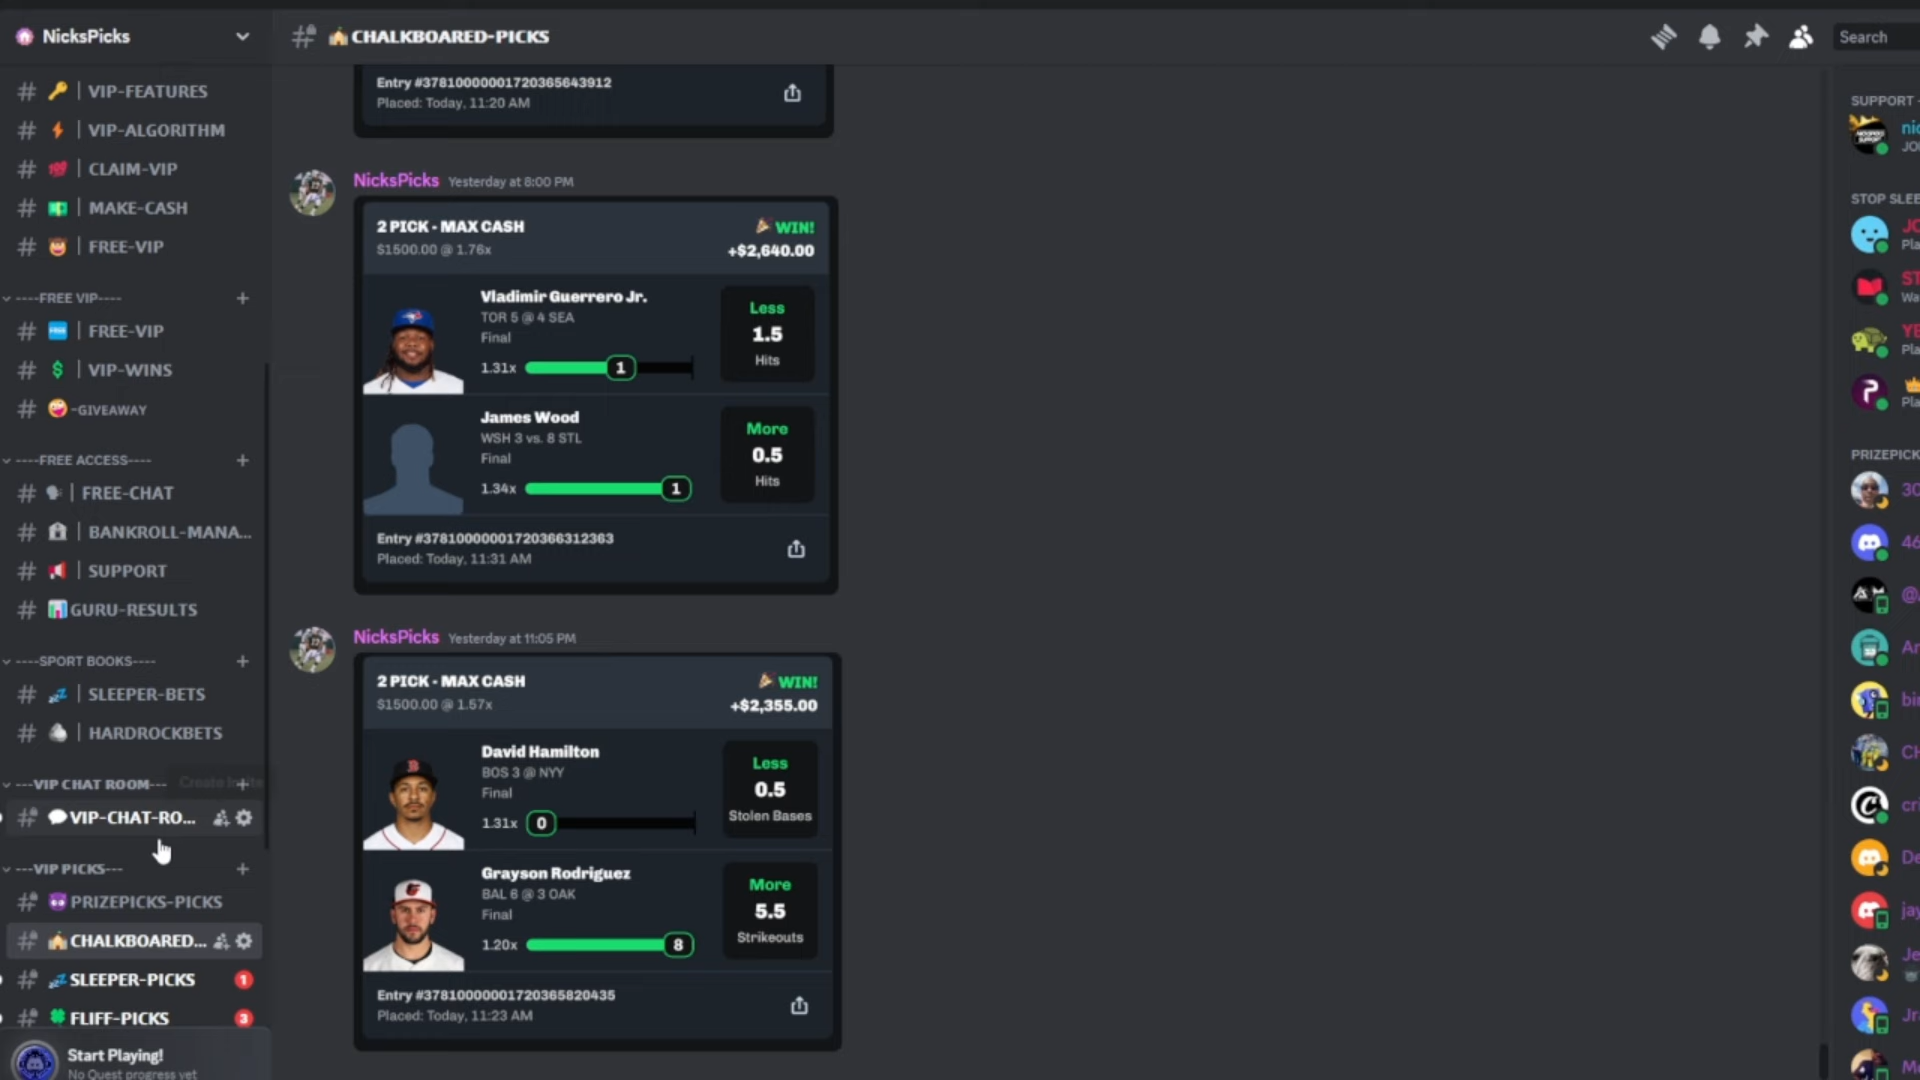 NicksPicks
VIP-FEATURES
VIP-ALGORITHM
CLAIM-VIP
MAKE-CASH
FREE-VIP
----FREE VIP----
FREE-VIP
VIP-WINS
-GIVEAWAY
----FREE ACCESS----
FREE-CHAT
BANKROLL-MANA...
SUPPORT
GURU-RESULTS
----SPORT BOOKS----
SLEEPER-BETS
HARDROCKBETS
---VIP CHAT ROOM---
VIP-CHAT-RO...
---VIP PICKS---
PRIZEPICKS-PICKS
CHALKBOARED...
SLEEPER-PICKS
1
FLIFF-PICKS
3
Start Playing!
No Quest progress yet
CHALKBOARED-PICKS
Search
Entry #37810000001720365643912
Placed: Today, 11:20 AM
NicksPicks Yesterday at 8:00 PM
2 PICK - MAX CASH
WIN!
$1500.00 @ 1.76x
+$2,640.00
Vladimir Guerrero Jr.
TOR 5 @ 4 SEA
Final
1.31x
1
Less
1.5
Hits
James Wood
WSH 3 vs. 8 STL
Final
1.34x
1
More
0.5
Hits
Entry #37810000001720366312363
Placed: Today, 11:31 AM
NicksPicks Yesterday at 11:05 PM
2 PICK - MAX CASH
WIN!
$1500.00 @ 1.57x
+$2,355.00
David Hamilton
BOS 3 @ NYY
Final
1.31x
0
Less
0.5
Stolen Bases
Grayson Rodriguez
BAL 6 @ 3 OAK
Final
1.20x
8
More
5.5
Strikeouts
Entry #37810000001720365820435
Placed: Today, 11:23 AM
SUPPORT -
STOP SLEE
PRIZEPICK